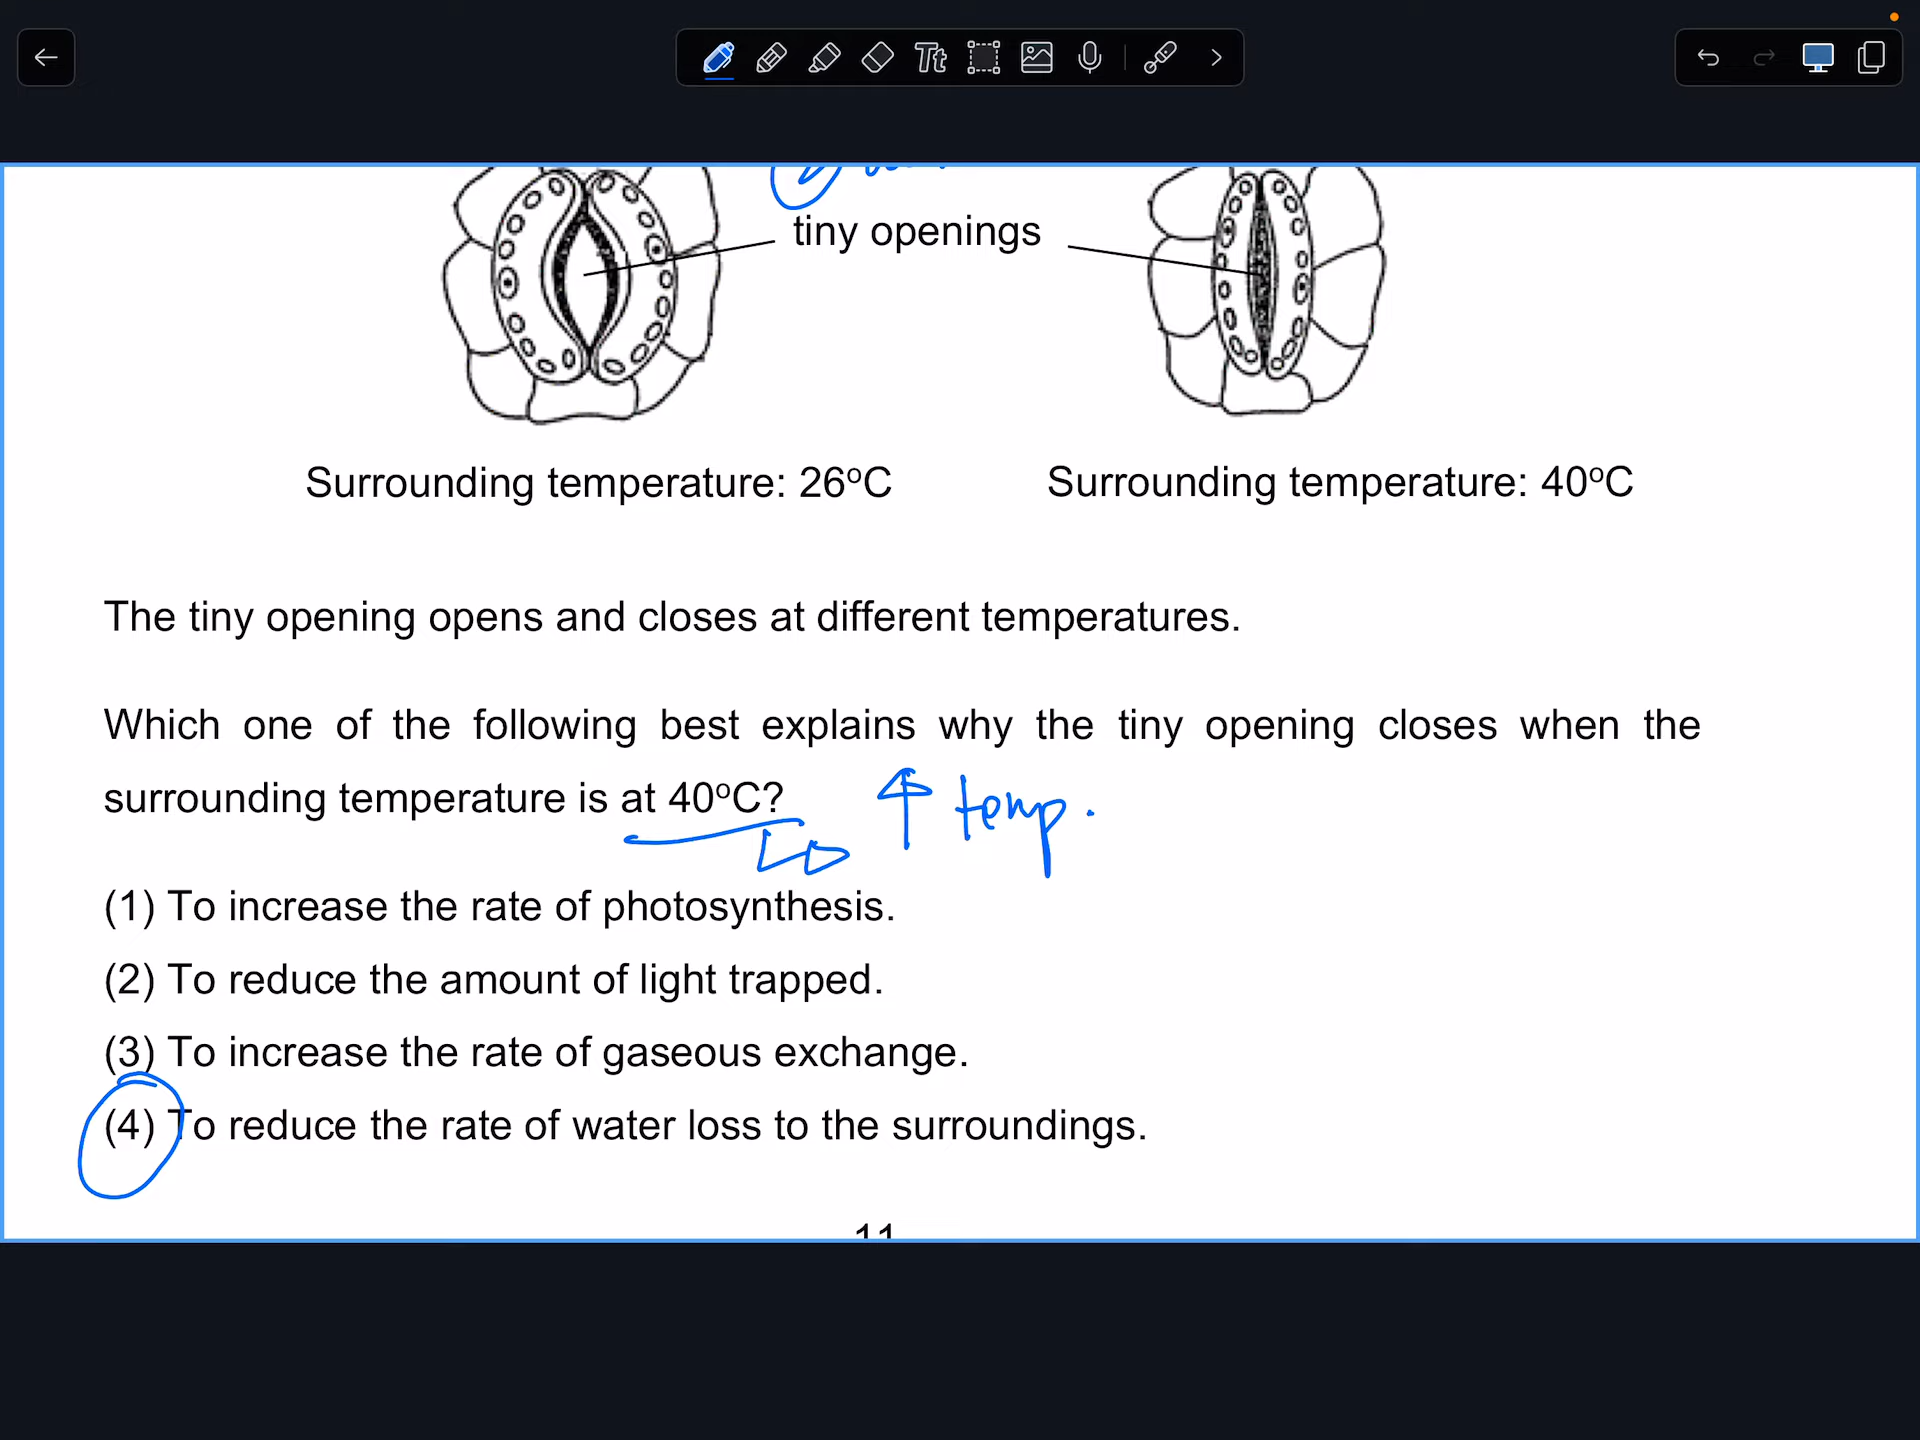 Tt
tiny openings
Surrounding temperature: 26°C
Surrounding temperature: 40°C
The tiny opening opens and closes at different temperatures.
Which one of the following best explains why the tiny opening closes when the
surrounding temperature is at 40°C?
↑ temp.
(1) To increase the rate of photosynthesis.
(2) To reduce the amount of light trapped.
(3) To increase the rate of gaseous exchange.
(4) To reduce the rate of water loss to the surroundings.
11